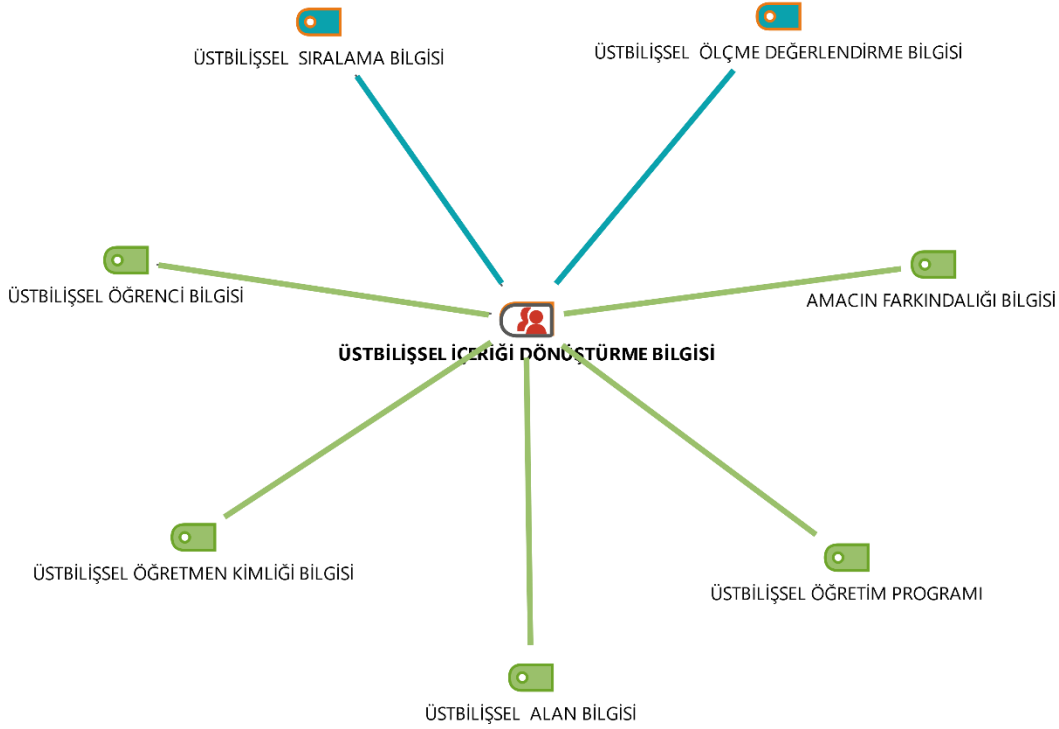 ÜSTBİLİŞSEL SIRALAMA BİLGİSİ
ÜSTBİLİŞSEL ÖLÇME DEĞERLENDİRME BİLGİSİ
ÜSTBİLİŞSEL ÖĞRENCİ BİLGİSİ
AMACIN FARKINDALIĞI BİLGİSİ
ÜSTBİLİŞSEL İÇERİĞİ DÖNÜŞTÜRME BİLGİSİ
ÜSTBİLİŞSEL ÖĞRETMEN KİMLİĞİ BİLGİSİ
ÜSTBİLİŞSEL ÖĞRETİM PROGRAMI
ÜSTBİLİŞSEL ALAN BİLGİSİ